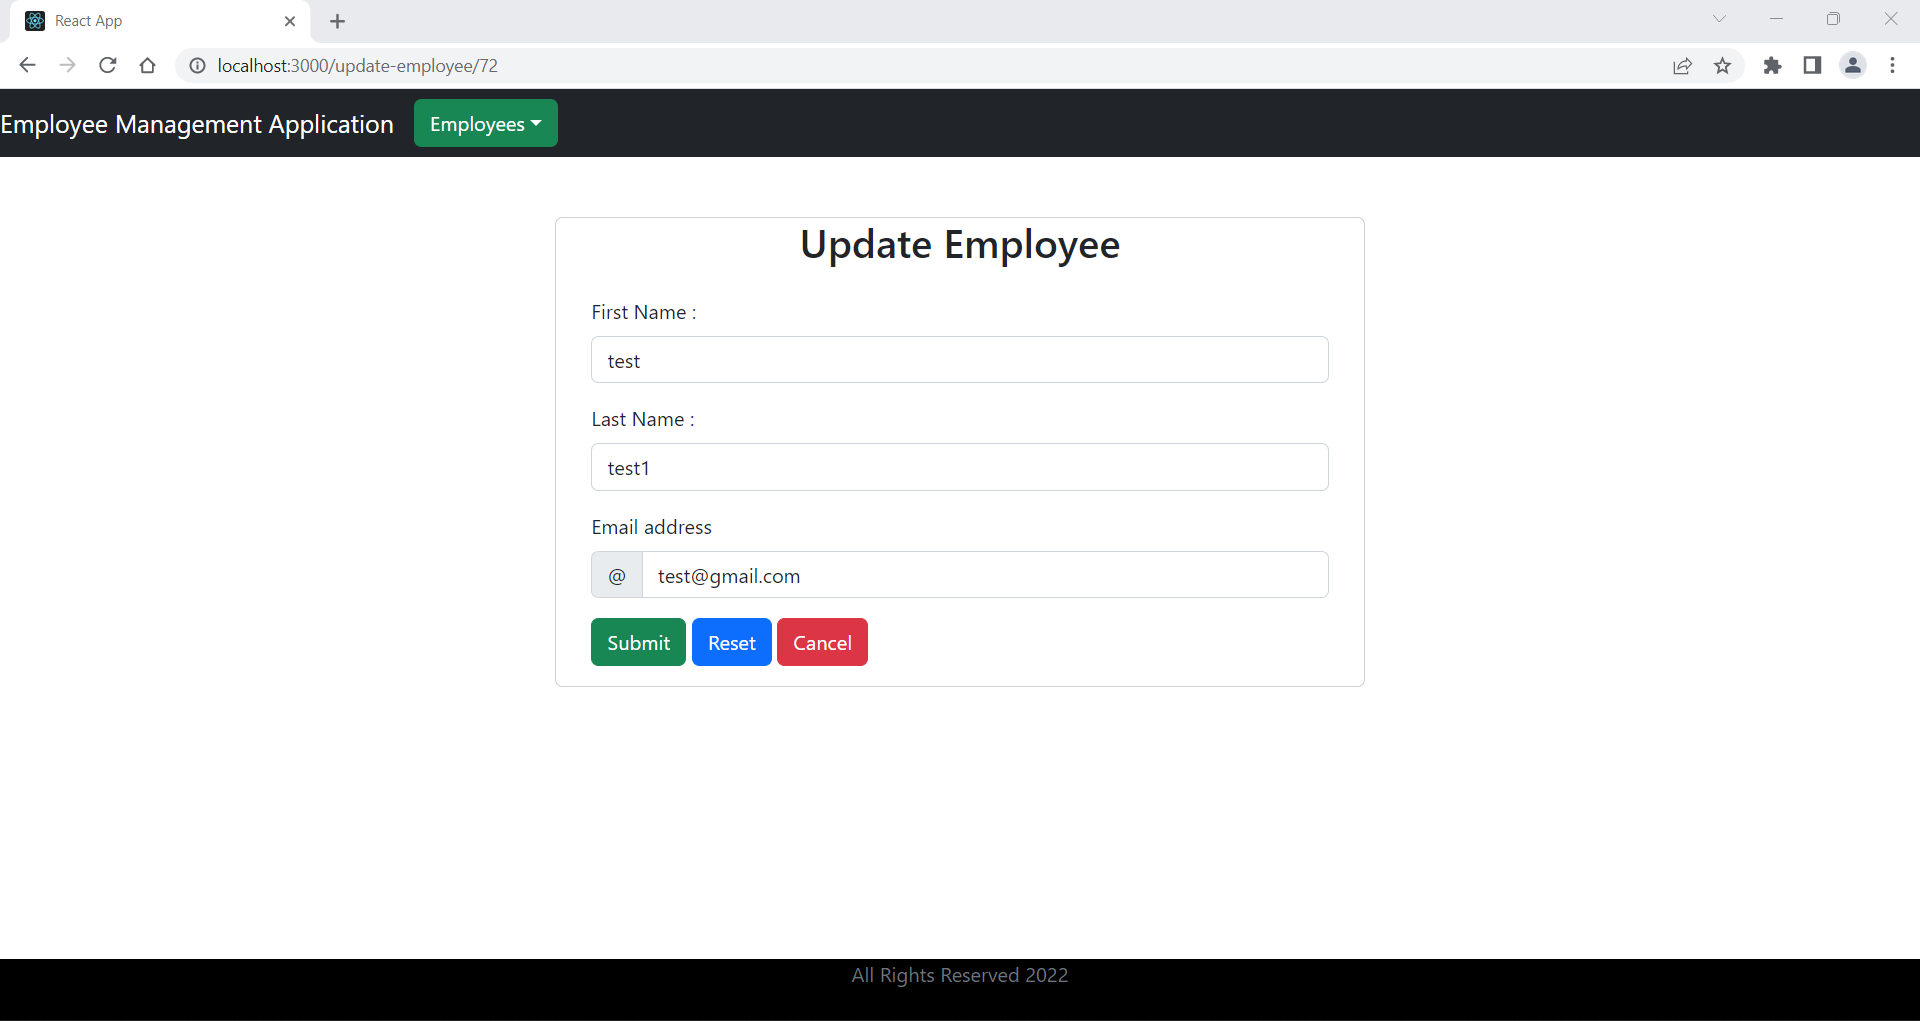 React App
localhost:3000/update-employee/72
Employee Management Application Employees
Update Employee
First Name :
test
Last Name :
test1
Email address
@ test@gmail.com
Submit Reset Cancel
All Rights Reserved 2022